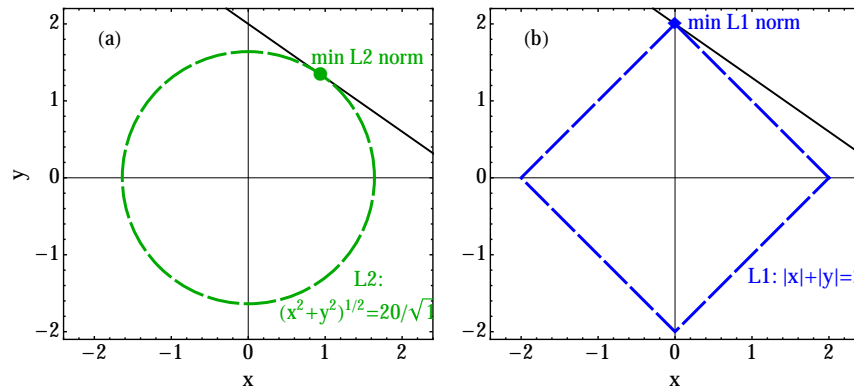 (a)
min L2 norm
L2:
(x²+y²)^{1/2}=20/√1
y
x
2
1
0
-1
-2
-2
-1
0
1
2
(b)
min L1 norm
L1: |x|+|y|=
x
2
1
0
-1
-2
-2
-1
0
1
2